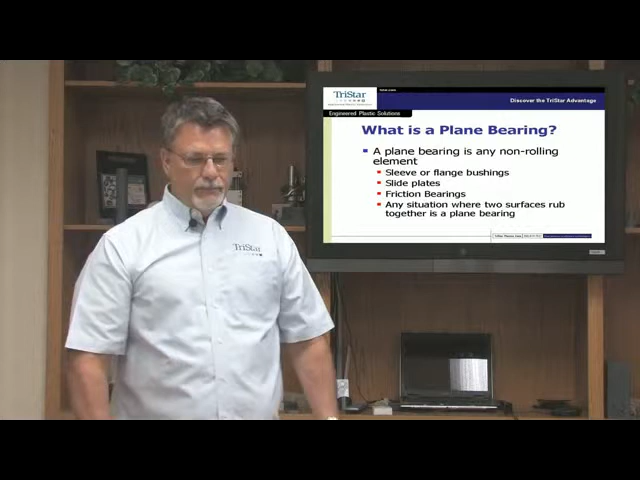 TriStar
Discover the TriStar Advantage
Engineered Plastic Solutions
What is a Plane Bearing?
A plane bearing is any non-rolling
element
Sleeve or flange bushings
Slide plates
Friction Bearings
Any situation where two surfaces rub
together is a plane bearing
TriStar